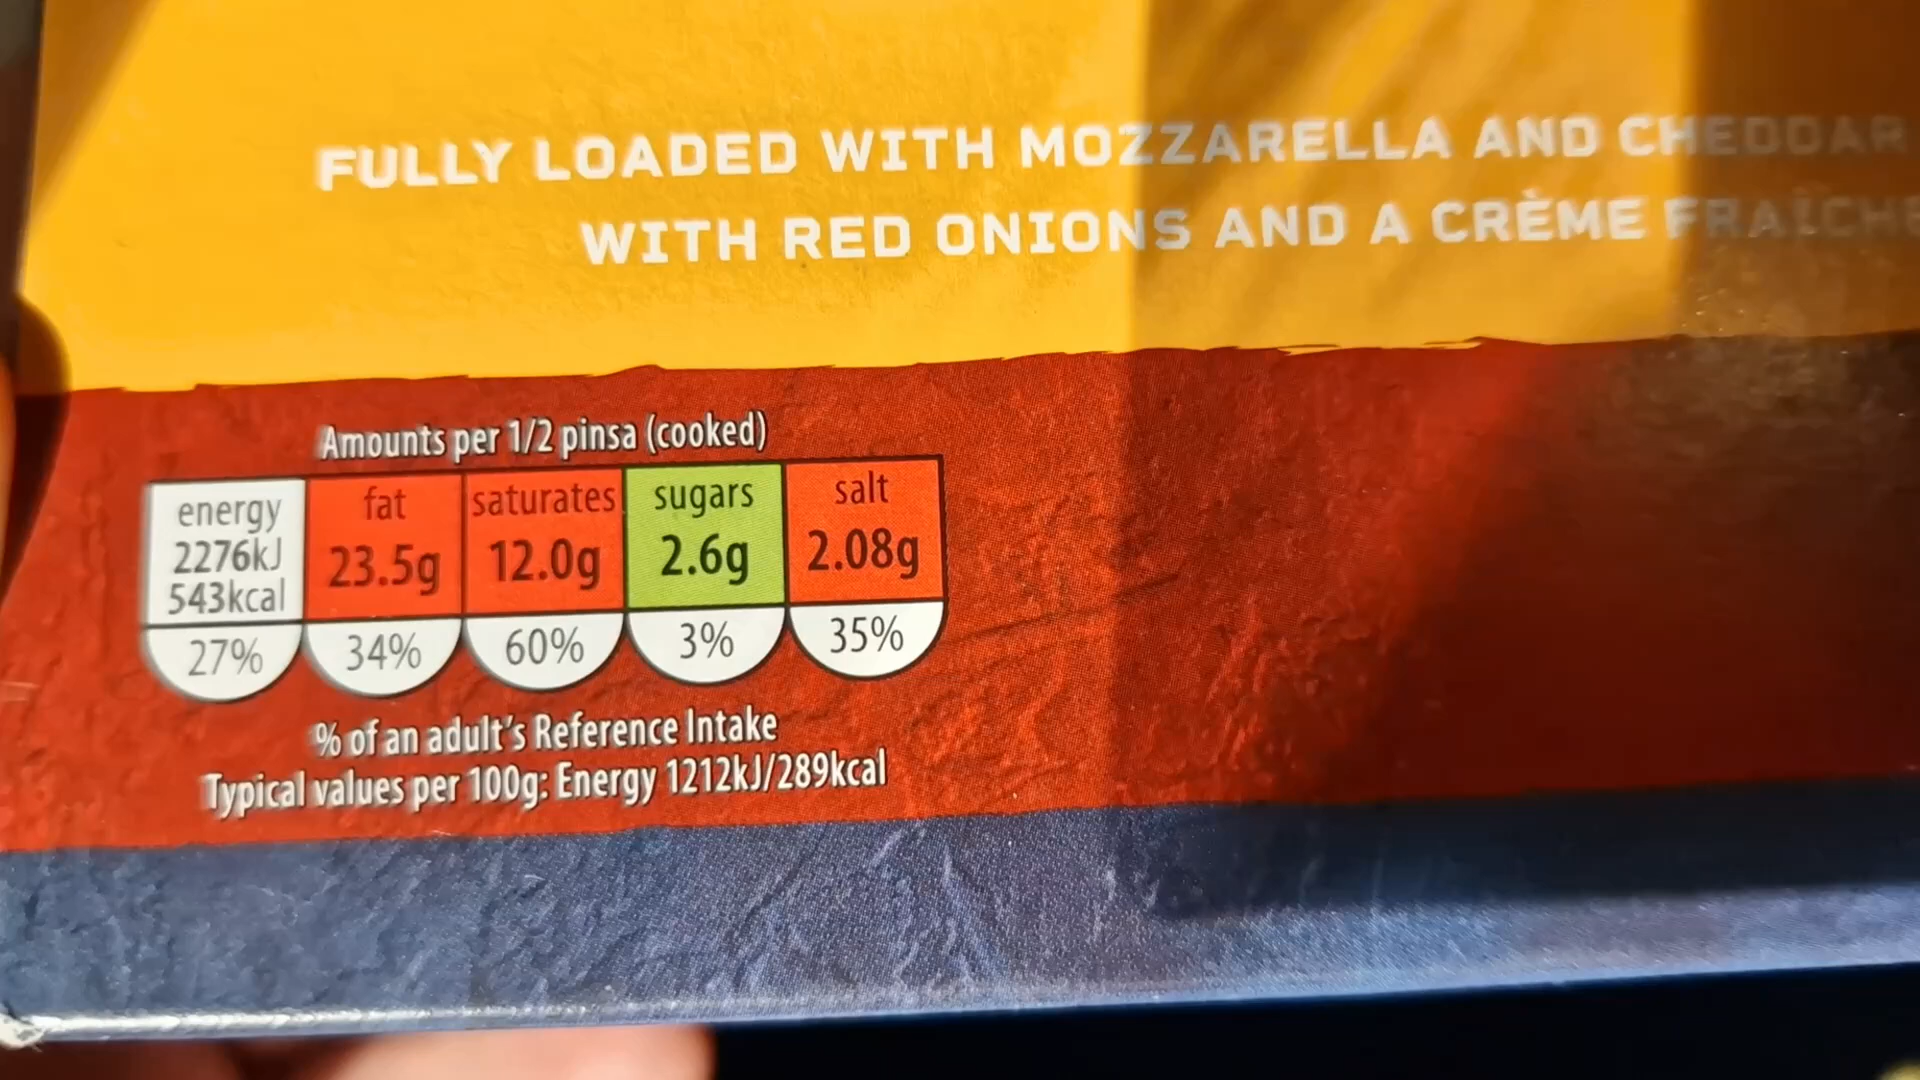 FULLY LOADED WITH MOZZARELLA AND CHEDDAR
WITH RED ONIONS AND A CRÈME FRAÎCHE
Amounts per 1/2 pinsa (cooked)
energy fat saturates sugars salt
2276kJ 23.5g 12.0g 2.6g 2.08g
543kcal
27% 34% 60% 3% 35%
% of an adult's Reference Intake
Typical values per 100g: Energy 1212kJ/289kcal